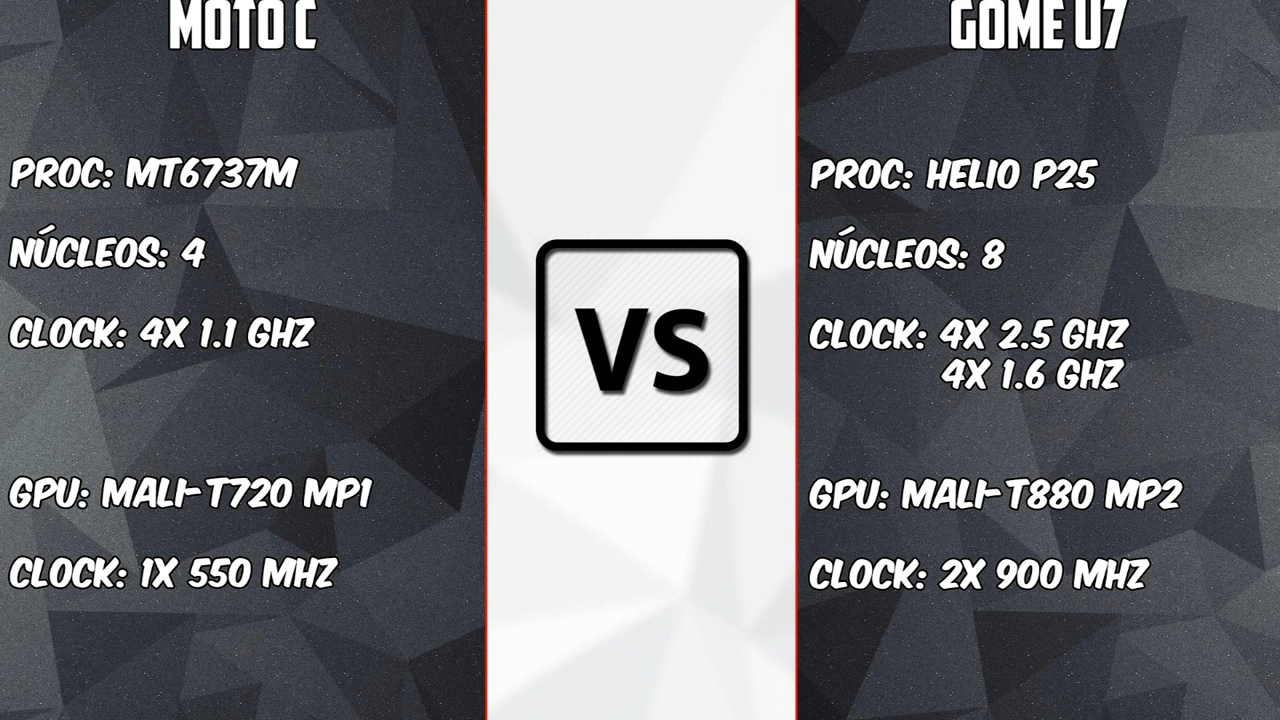 MOTO C
PROC: MT6737M
NÚCLEOS: 4
CLOCK: 4X 1.1 GHZ
GPU: MALI-T720 MP1
CLOCK: 1X 550 MHZ
VS
GOME U7
PROC: HELIO P25
NÚCLEOS: 8
CLOCK: 4X 2.5 GHZ
4X 1.6 GHZ
GPU: MALI-T880 MP2
CLOCK: 2X 900 MHZ